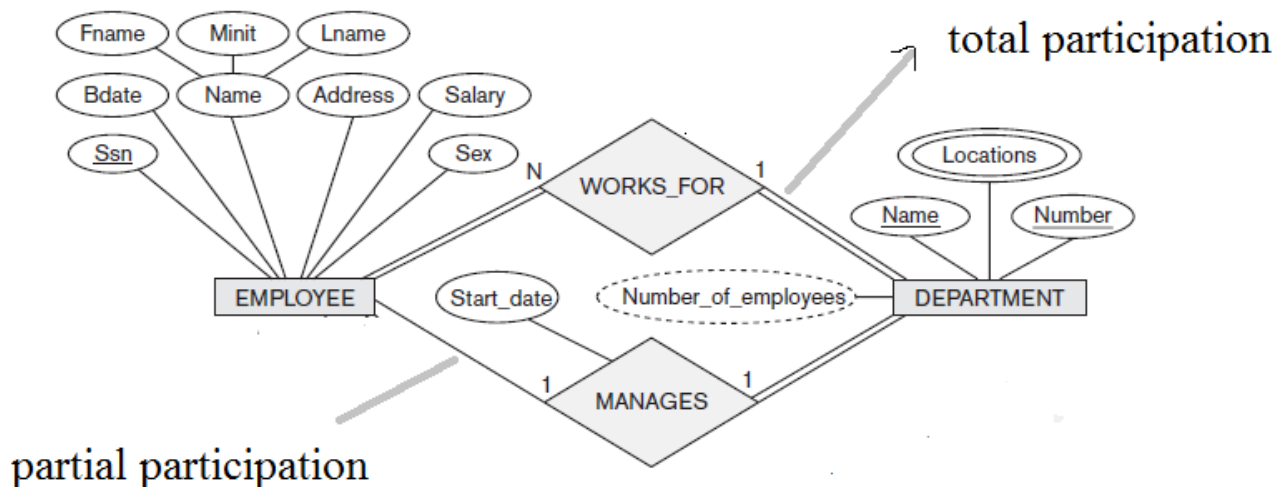 Fname Minit Lname
total participation
Bdate Name Address Salary
Ssn Sex
Locations
N WORKS_FOR 1
Name Number
EMPLOYEE Start_date Number_of_employees DEPARTMENT
1 MANAGES 1
partial participation